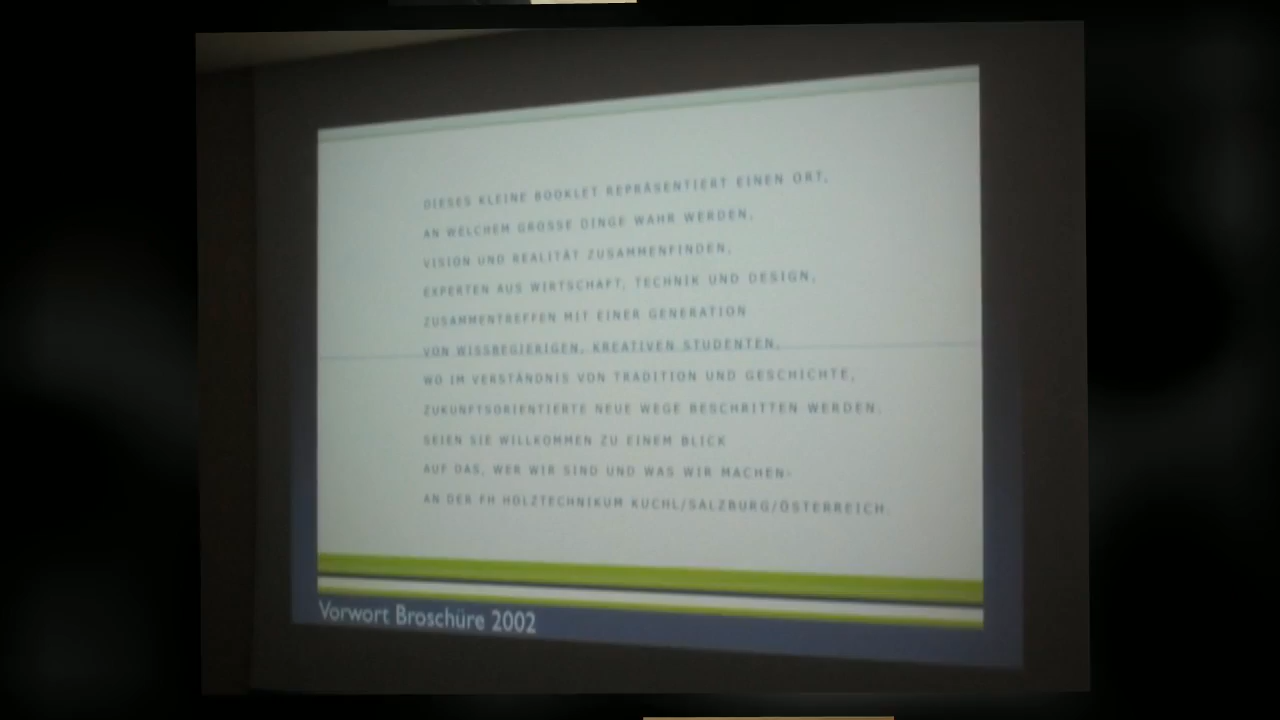 DIESES KLEINE BOOKLET REPRÄSENTIERT EINEN ORT,
AN WELCHEM GROSSE DINGE WAHR WERDEN,
VISION UND REALITÄT ZUSAMMENFINDEN,
EXPERTEN AUS WIRTSCHAFT, TECHNIK UND DESIGN,
ZUSAMMENTREFFEN MIT EINER GENERATION
VON WISSBEGIERIGEN, KREATIVEN STUDENTEN,
WO IM VERSTÄNDNIS VON TRADITION UND GESCHICHTE,
ZUKUNFTSORIENTIERTE NEUE WEGE BESCHRITTEN WERDEN.
SEIEN SIE WILLKOMMEN ZU EINEM BLICK
AUF DAS, WER WIR SIND UND WAS WIR MACHEN-
AN DER FH HOLZTECHNIKUM KUCHL/SALZBURG/ÖSTERREICH
Vorwort Broschüre 2002